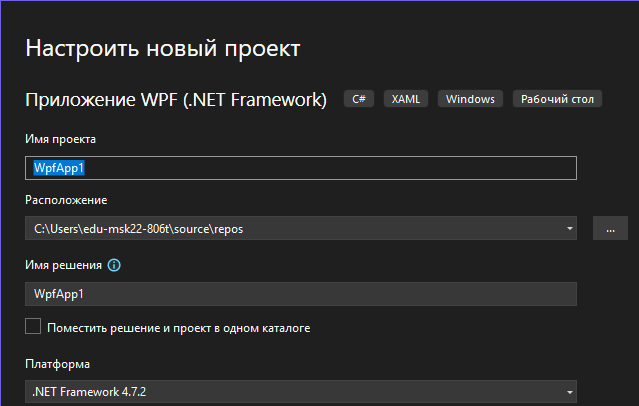 Настроить новый проект
Приложение WPF (.NET Framework) C# XAML Windows Рабочий стол
Имя проекта
WpfApp1
Расположение
C:\Users\edu-msk22-806t\source\repos ...
Имя решения
WpfApp1
Поместить решение и проект в одном каталоге
Платформа
.NET Framework 4.7.2